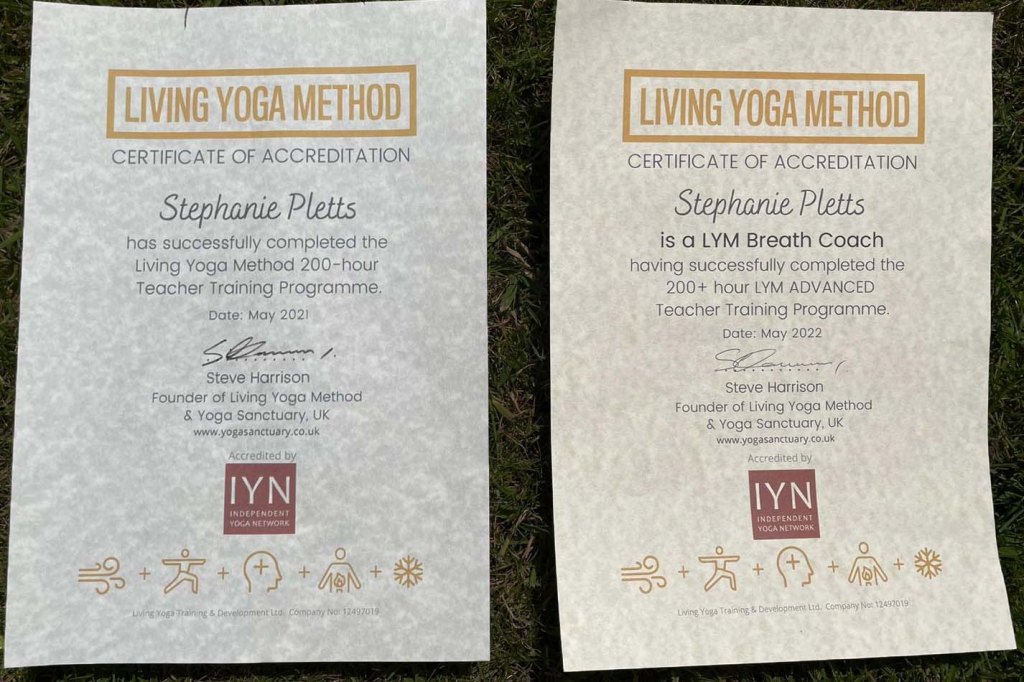 LIVING YOGA METHOD
CERTIFICATE OF ACCREDITATION
Stephanie Pletts
has successfully completed the
Living Yoga Method 200-hour
Teacher Training Programme.
Date: May 2021
Steve Harrison
Founder of Living Yoga Method
& Yoga Sanctuary, UK
www.yogasanctuary.co.uk
Accredited by
IYN
INDEPENDENT
YOGA NETWORK
Living Yoga Training & Development Ltd. Company No: 12497019
LIVING YOGA METHOD
CERTIFICATE OF ACCREDITATION
Stephanie Pletts
is a LYM Breath Coach
having successfully completed the
200+ hour LYM ADVANCED
Teacher Training Programme.
Date: May 2022
Steve Harrison
Founder of Living Yoga Method
& Yoga Sanctuary, UK
www.yogasanctuary.co.uk
Accredited by
IYN
INDEPENDENT
YOGA NETWORK
Living Yoga Training & Development Ltd. Company No: 12497019